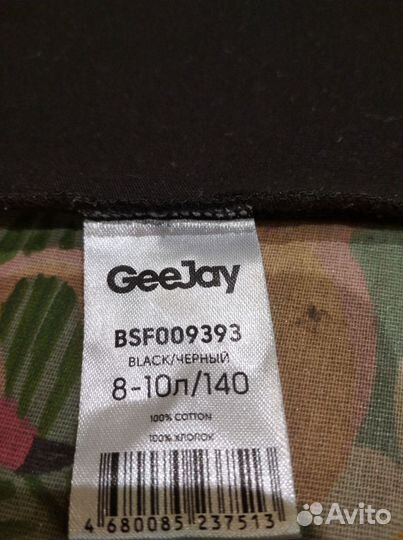 GeeJay
BSF009393
BLACK/ЧЕРНЫЙ
8-10л/140
100% COTTON
100% ХЛОПОК
4 680085 237513
Avito